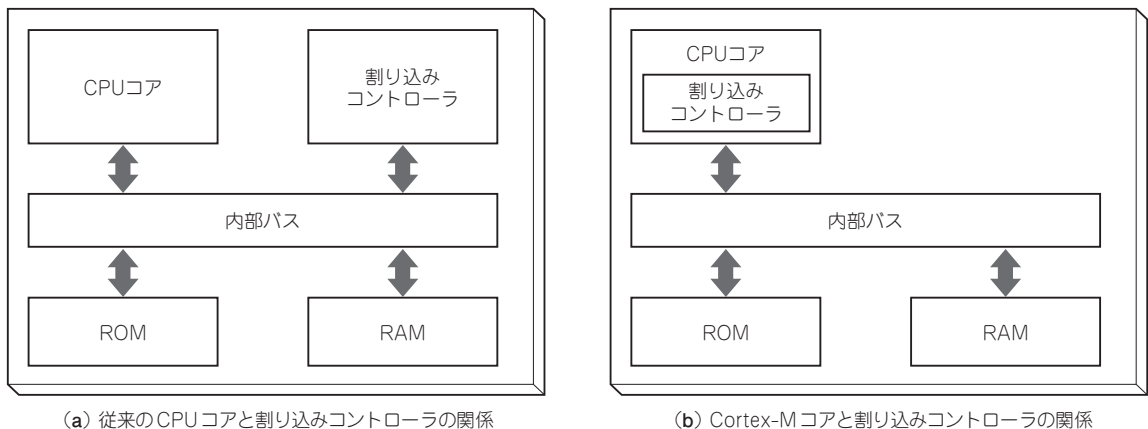 CPUコア
割り込み
コントローラ
内部バス
ROM
RAM
(a) 従来のCPUコアと割り込みコントローラの関係
CPUコア
割り込み
コントローラ
内部バス
ROM
RAM
(b) Cortex-Mコアと割り込みコントローラの関係